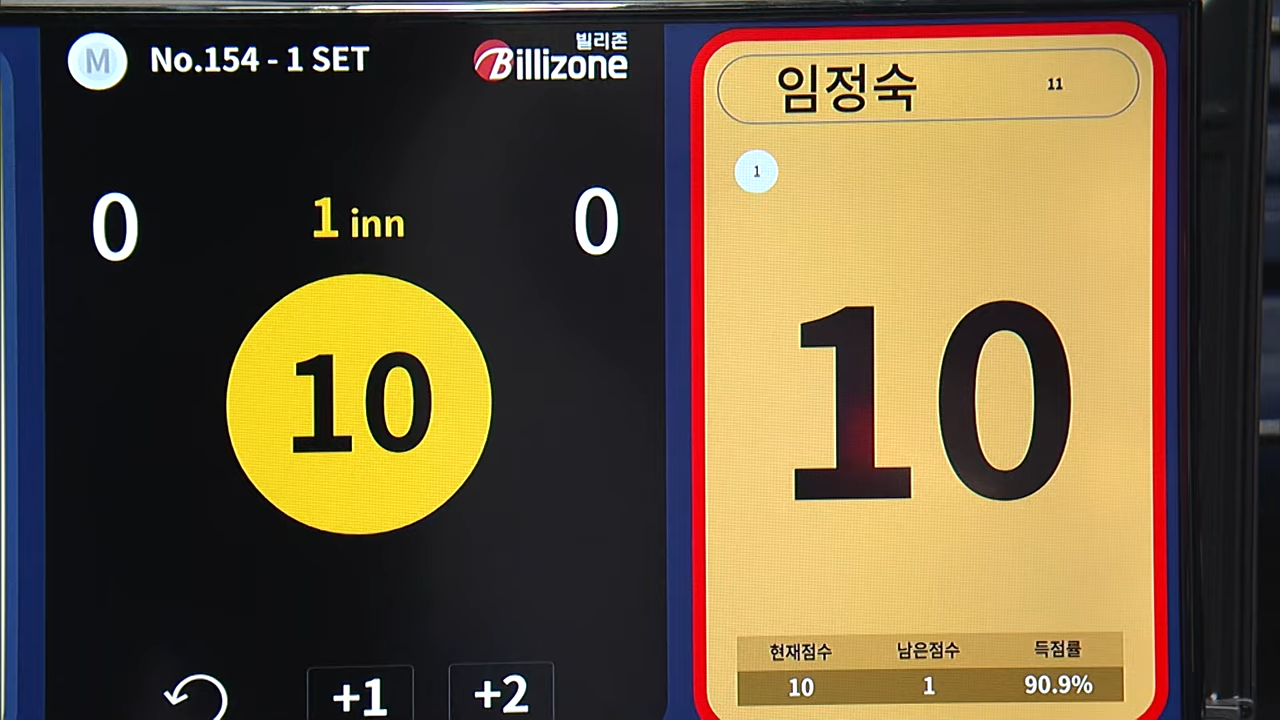 M No.154 - 1 SET
빌리존
Billizone
0 1 inn 0
10
+1 +2
임정숙 11
1
10
현재점수 남은점수 득점률
10 1 90.9%